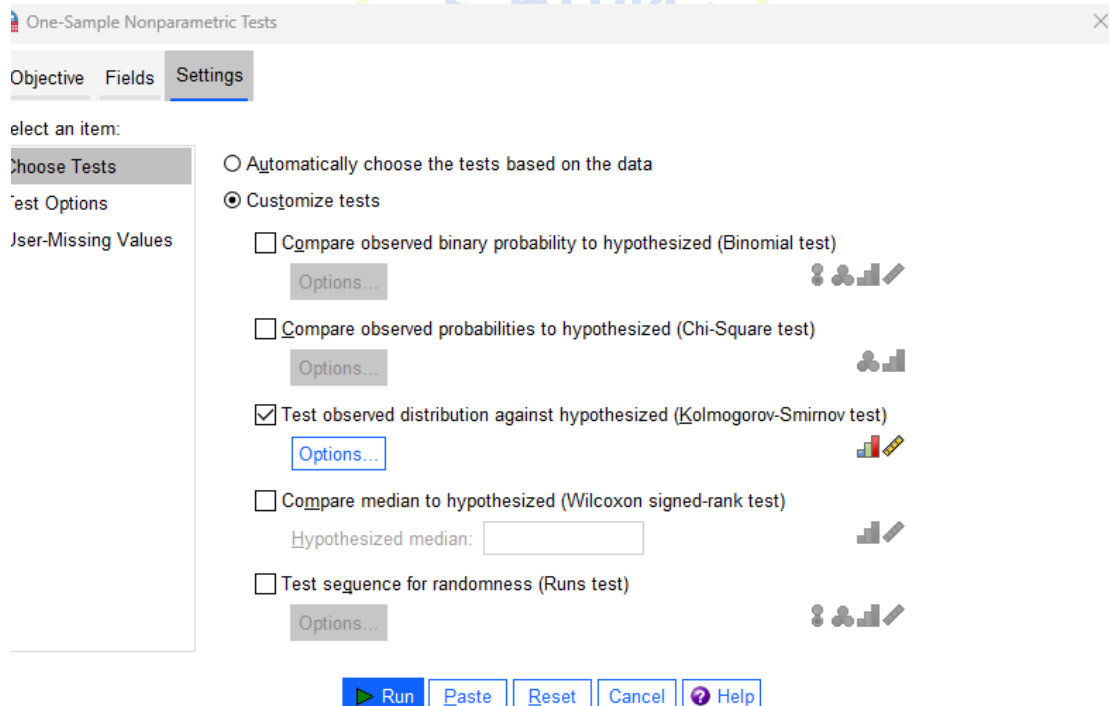 One-Sample Nonparametric Tests
Objective Fields Settings
elect an item:
Choose Tests
Test Options
User-Missing Values
Automatically choose the tests based on the data
Customize tests
Compare observed binary probability to hypothesized (Binomial test)
Options...
Compare observed probabilities to hypothesized (Chi-Square test)
Options...
Test observed distribution against hypothesized (Kolmogorov-Smirnov test)
Options...
Compare median to hypothesized (Wilcoxon signed-rank test)
Hypothesized median:
Test sequence for randomness (Runs test)
Options...
Run Paste Reset Cancel Help